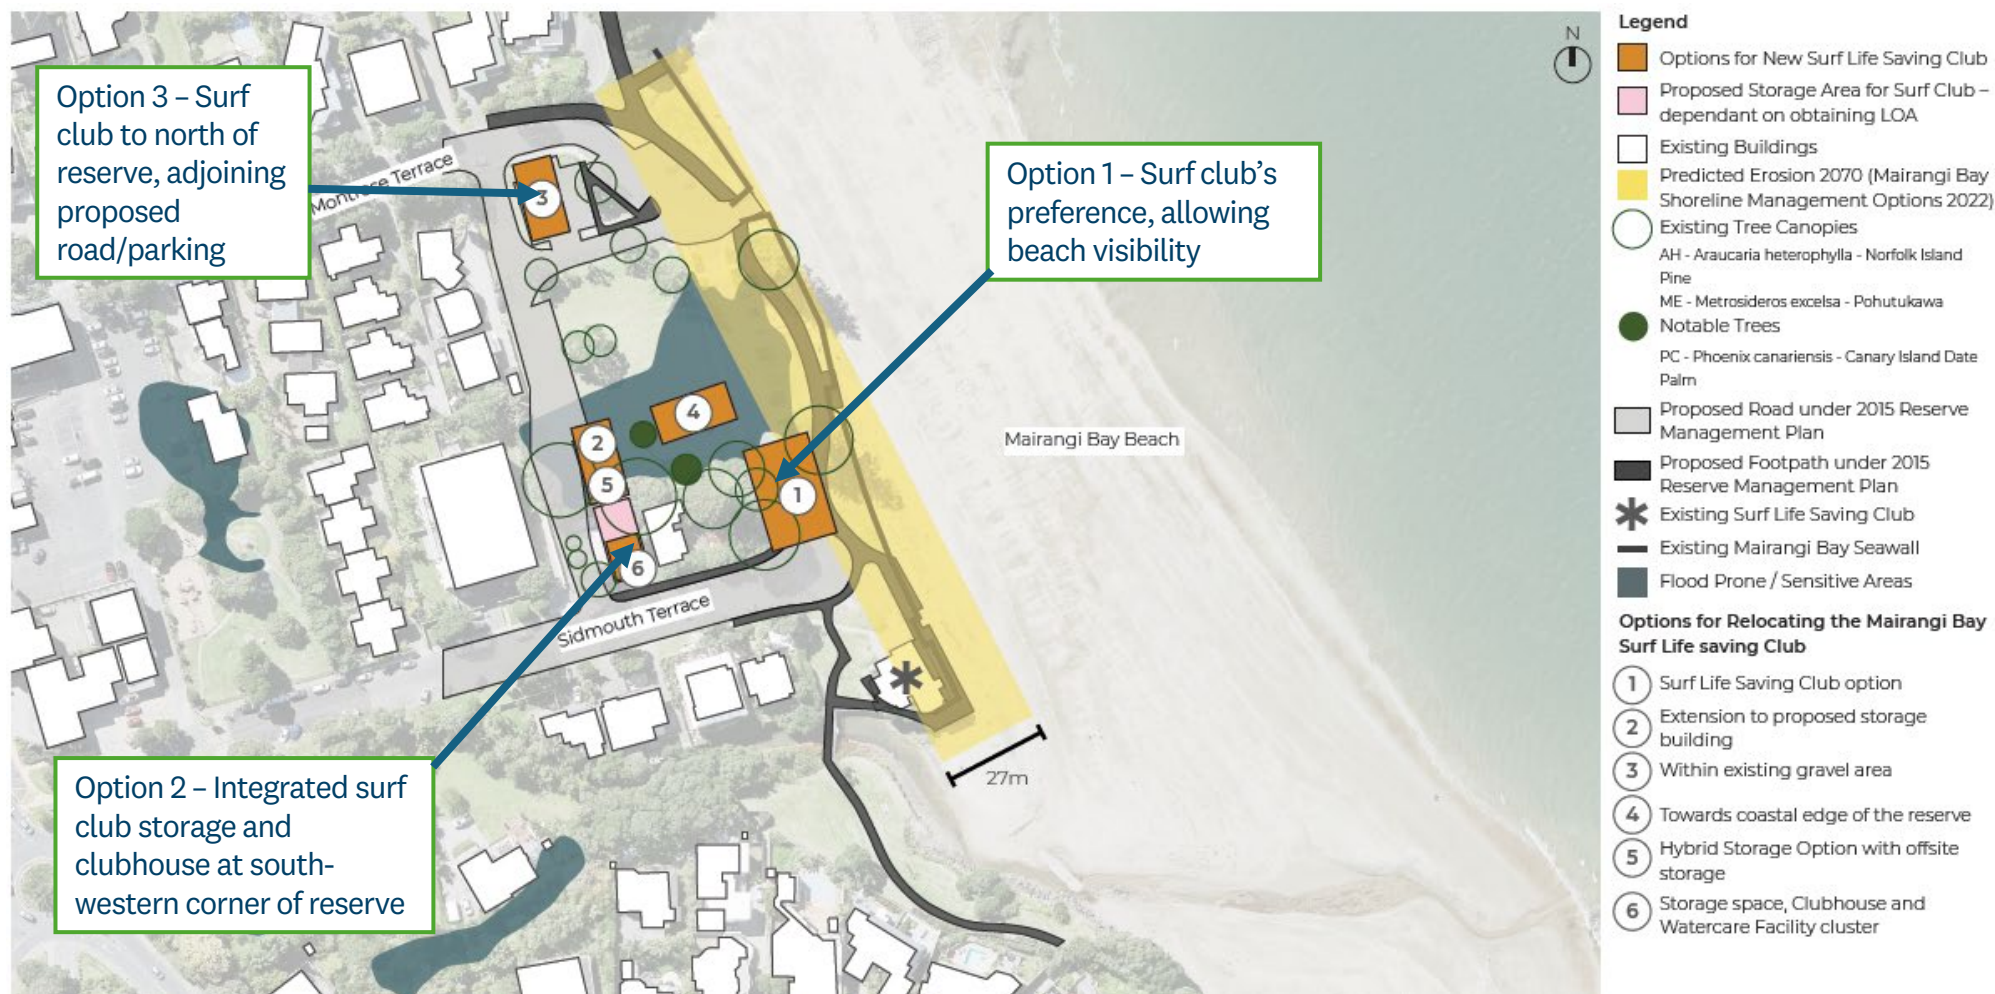 Option 3 – Surf
club to north of
reserve, adjoining
proposed
road/parking
Montrose Terrace
3
Option 1 – Surf club's
preference, allowing
beach visibility
N
Mairangi Bay Beach
4
2
5
1
6
Sidmouth Terrace
27m
Option 2 – Integrated surf
club storage and
clubhouse at south-
western corner of reserve
Legend
Options for New Surf Life Saving Club
Proposed Storage Area for Surf Club –
dependant on obtaining LOA
Existing Buildings
Predicted Erosion 2070 (Mairangi Bay
Shoreline Management Options 2022)
Existing Tree Canopies
AH - Araucaria heterophylla - Norfolk Island
Pine
ME - Metrosideros excelsa - Pohutukawa
Notable Trees
PC - Phoenix canariensis - Canary Island Date
Palm
Proposed Road under 2015 Reserve
Management Plan
Proposed Footpath under 2015
Reserve Management Plan
Existing Surf Life Saving Club
Existing Mairangi Bay Seawall
Flood Prone / Sensitive Areas
Options for Relocating the Mairangi Bay
Surf Life saving Club
1 Surf Life Saving Club option
2 Extension to proposed storage
building
3 Within existing gravel area
4 Towards coastal edge of the reserve
5 Hybrid Storage Option with offsite
storage
6 Storage space, Clubhouse and
Watercare Facility cluster